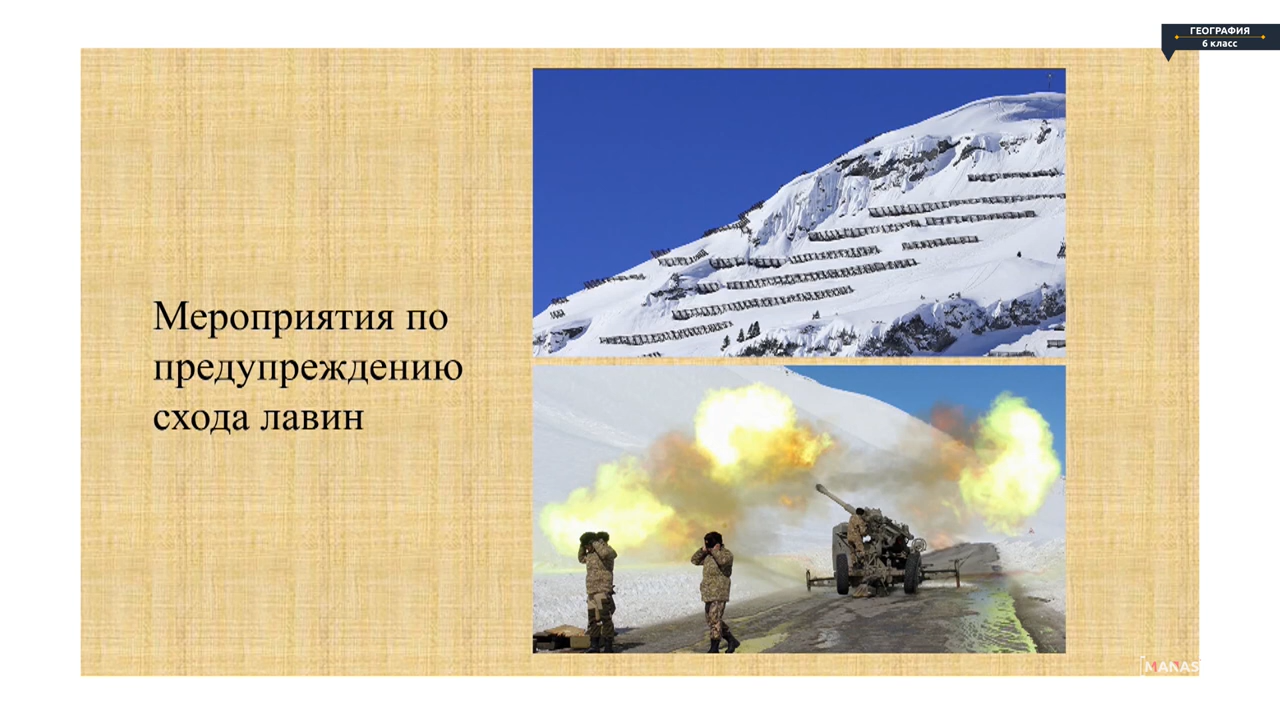 ГЕОГРАФИЯ
6 класс
Мероприятия по
предупреждению
схода лавин
MANAS